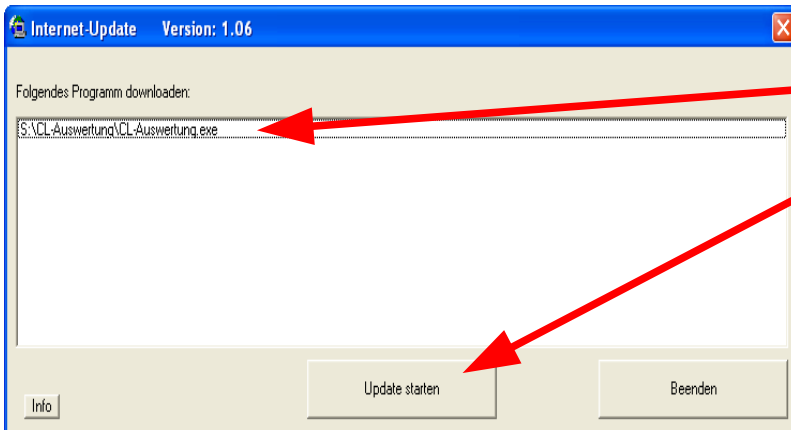 Internet-Update Version: 1.06
Folgendes Programm downloaden:
S:\CL-Auswertung\CL-Auswertung.exe
Update starten
Beenden
Info